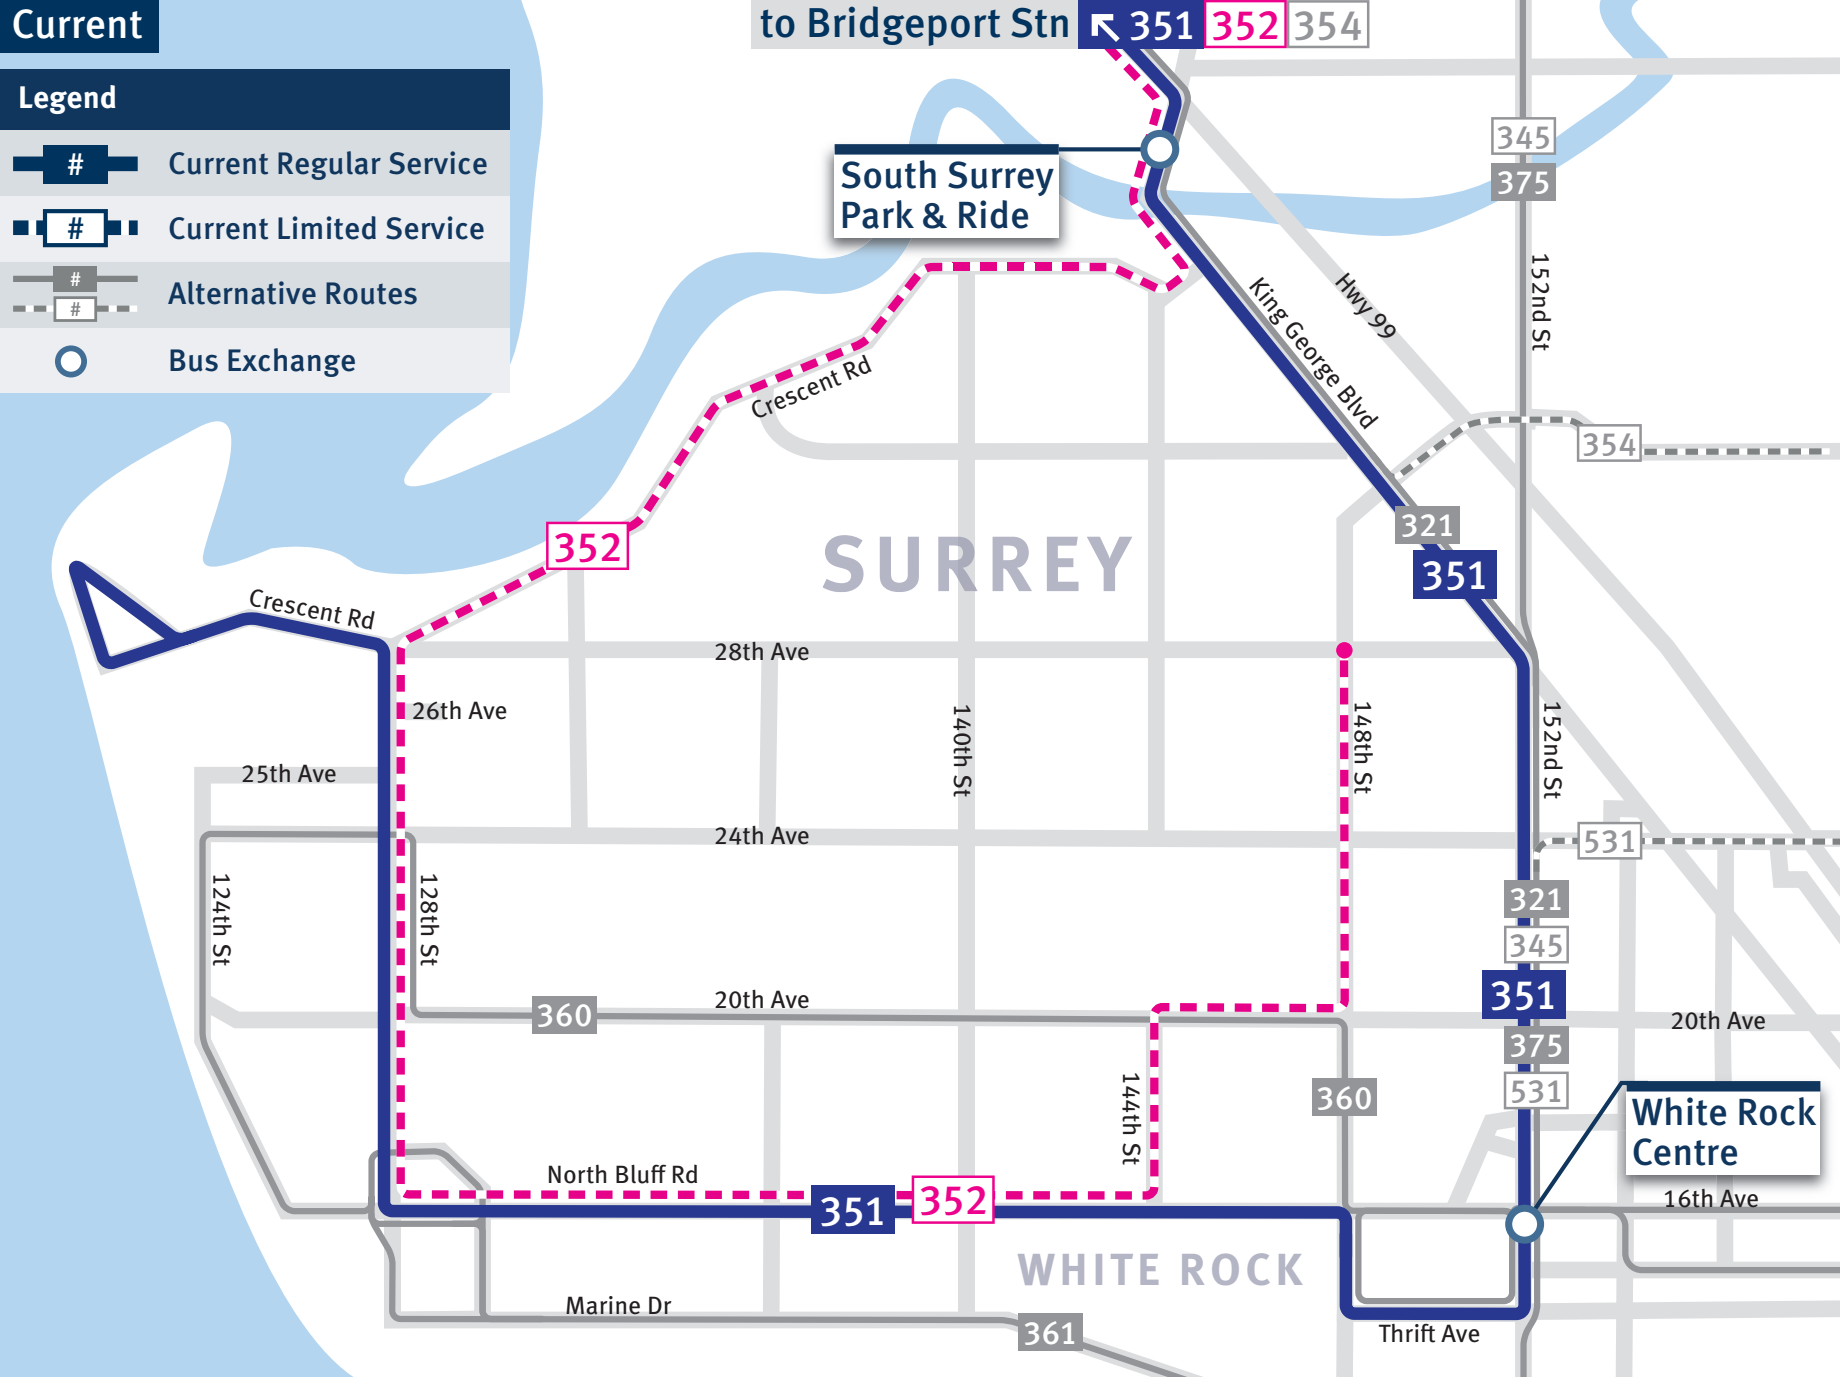 Current
to Bridgeport Stn 351 352 354
Legend
# Current Regular Service
# Current Limited Service
#
# Alternative Routes
Bus Exchange
345
375
South Surrey
Park & Ride
152nd St
King George Blvd
Hwy 99
Crescent Rd
354
321
352
SURREY
351
Crescent Rd
28th Ave
26th Ave
140th St
148th St
152nd St
25th Ave
24th Ave
531
124th St
128th St
321
345
351
20th Ave
360
20th Ave
375
531
144th St
360
White Rock
Centre
North Bluff Rd
351
352
16th Ave
WHITE ROCK
Marine Dr
361
Thrift Ave